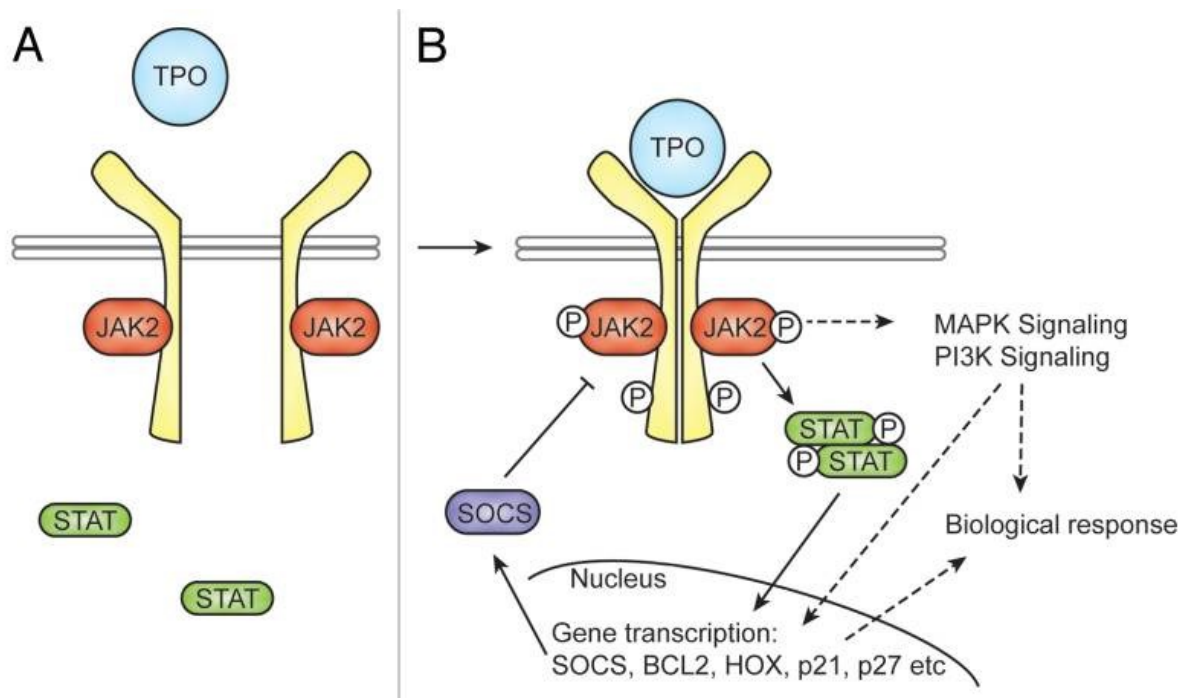 A
TPO
JAK2
JAK2
STAT
STAT
B
TPO
P
JAK2
JAK2
P
MAPK Signaling
PI3K Signaling
P
P
STAT
P
P
STAT
SOCS
Biological response
Nucleus
Gene transcription:
SOCS, BCL2, HOX, p21, p27 etc